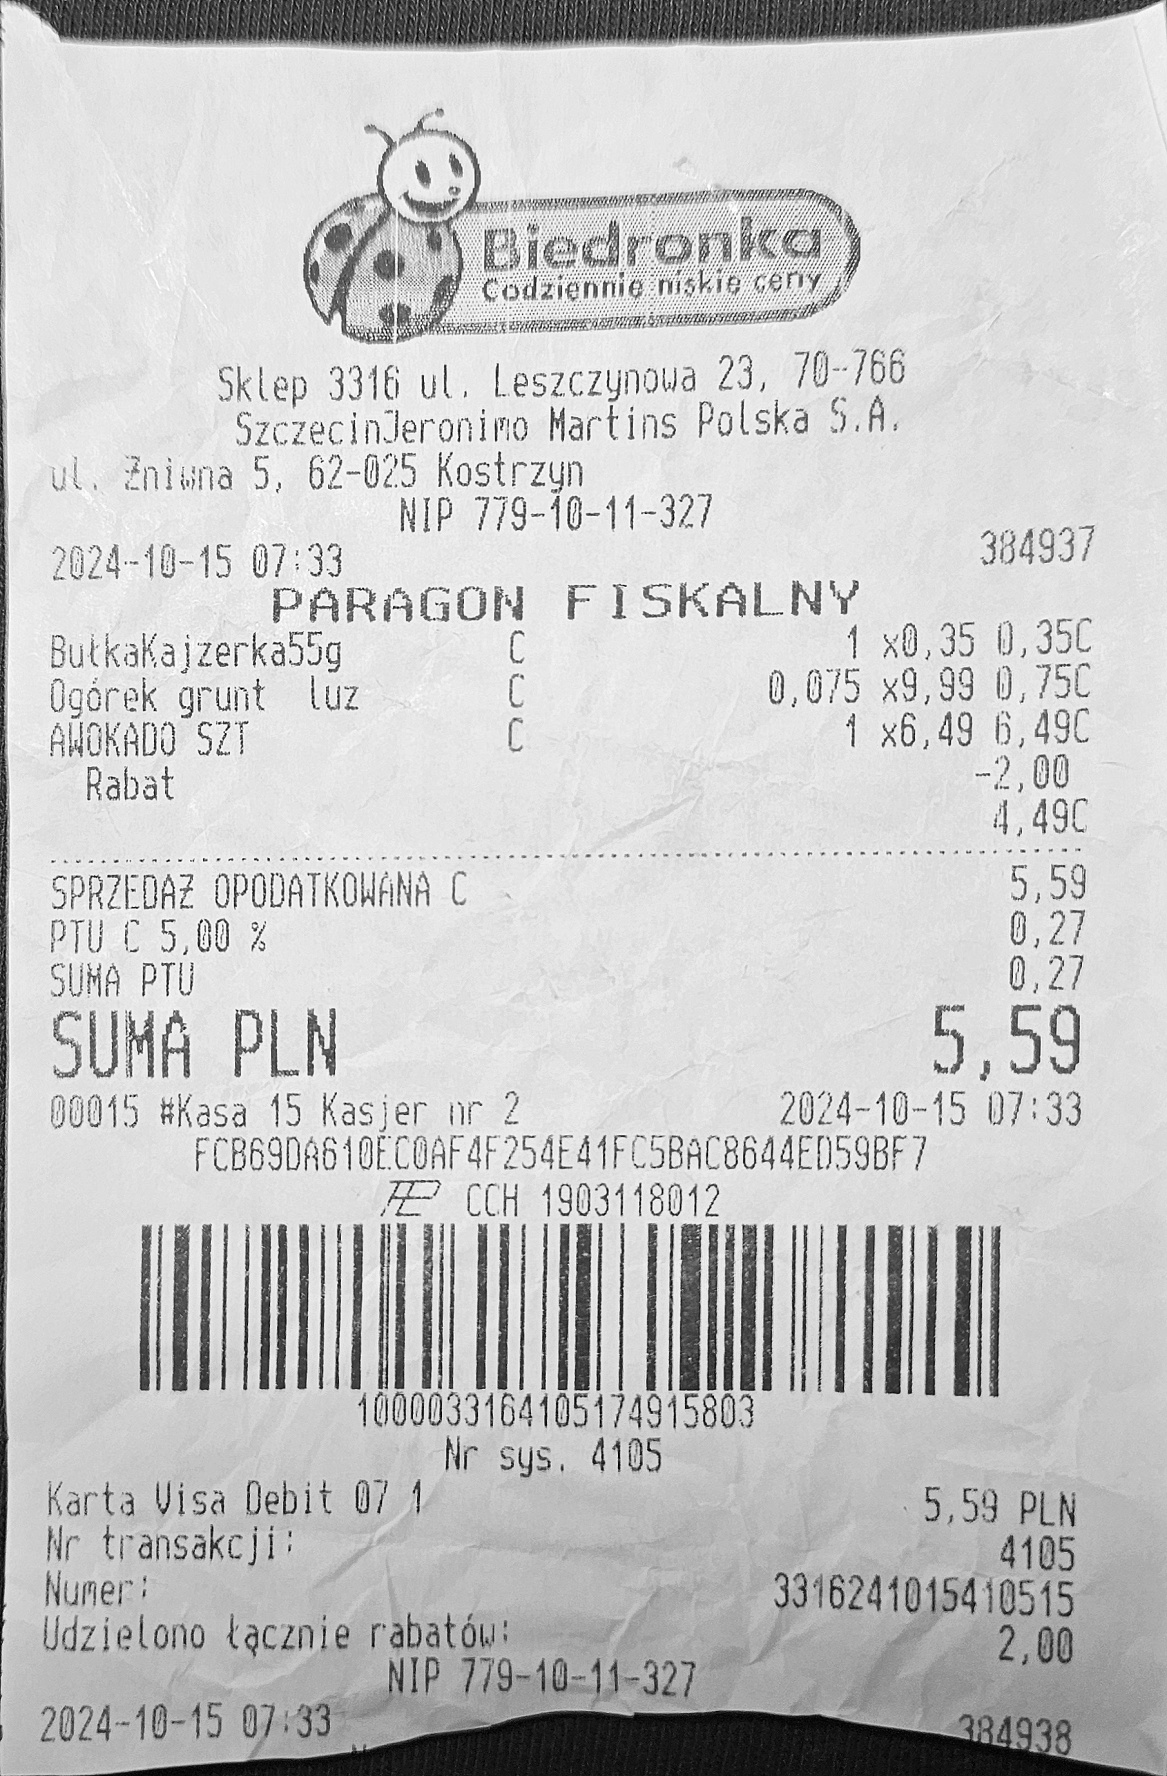 Biedronka
Codziennie niskie ceny
Sklep 3316 ul. Leszczynowa 23, 70-766
SzczecinJeronimo Martins Polska S.A.
ul. Żniwna 5, 62-025 Kostrzyn
NIP 779-10-11-327
2024-10-15 07:33 384937
PARAGON FISKALNY
BułkaKajzerka55g C 1 x0,35 0,35C
Ogórek grunt luz C 0,075 x9,99 0,75C
AWOKADO SZT C 1 x6,49 6,49C
Rabat -2,00
4,49C
SPRZEDAŻ OPODATKOWANA C 5,59
PTU C 5,00 % 0,27
SUMA PTU 0,27
SUMA PLN 5,59
00015 #Kasa 15 Kasjer nr 2 2024-10-15 07:33
FCB69DA610EC0AF4F254E41FC5BAC8644ED59BF7
CCH 1903118012
1000033164105174915803
Nr sys. 4105
Karta Visa Debit 07 1 5,59 PLN
Nr transakcji: 4105
Numer: 3316241015410515
Udzielono łącznie rabatów: 2,00
NIP 779-10-11-327
2024-10-15 07:33 384938